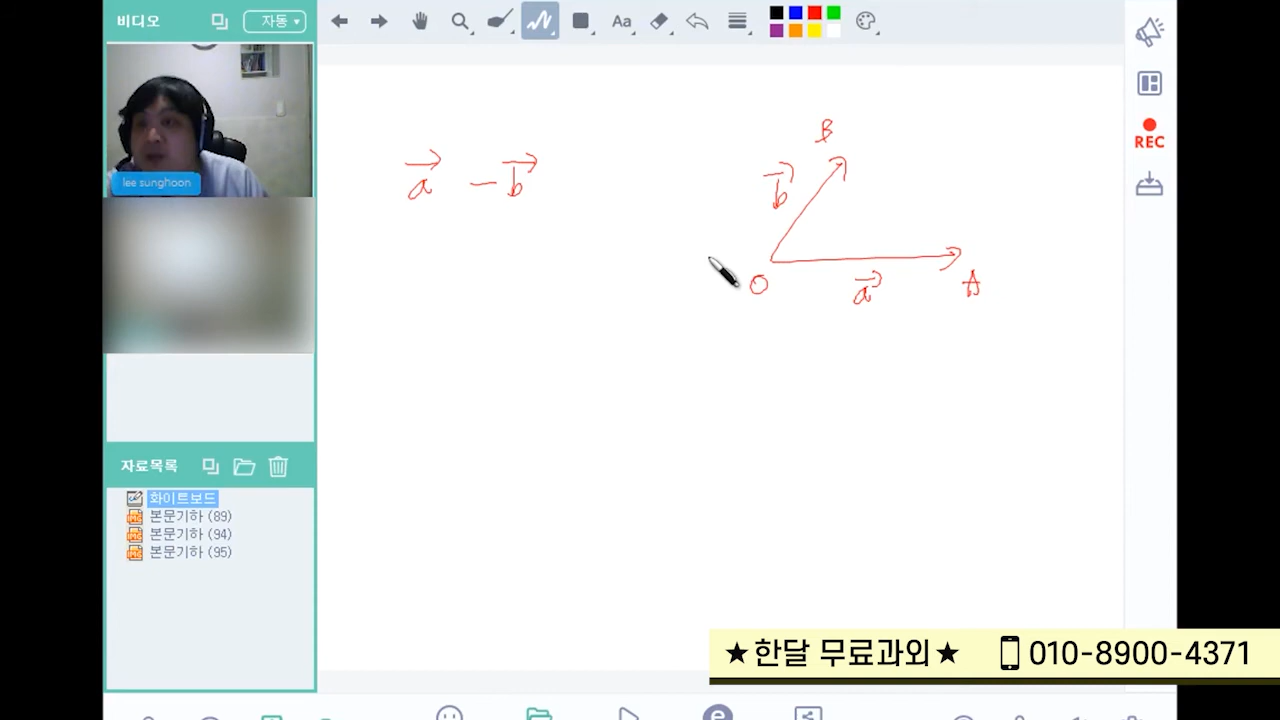 비디오
자동
Aa
REC
lee sunghoon
a - b
B
b
O
a
A
자료목록
화이트보드
본문기하 (89)
본문기하 (94)
본문기하 (95)
★한달 무료과외★ 010-8900-4371